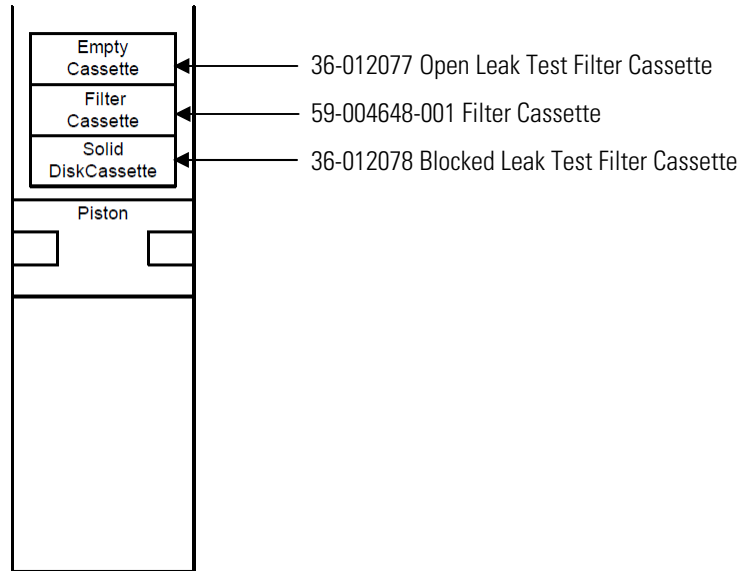 Empty
Cassette
36-012077 Open Leak Test Filter Cassette
Filter
Cassette
59-004648-001 Filter Cassette
Solid
DiskCassette
36-012078 Blocked Leak Test Filter Cassette
Piston